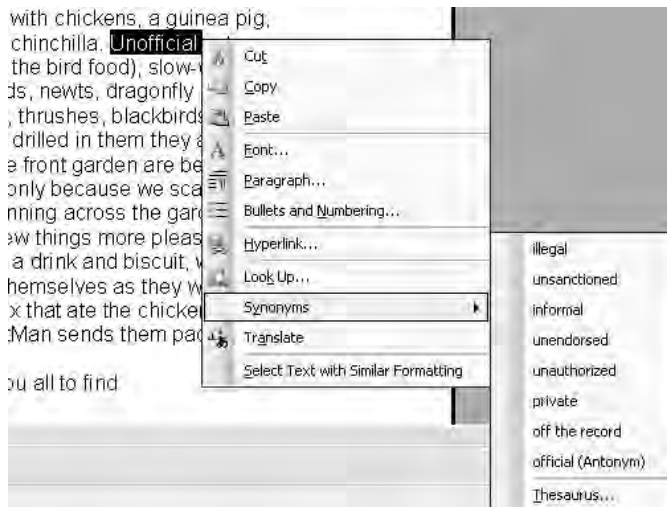 with chickens, a guinea pig,
chinchilla. Unofficial
the bird food), slow-
ds, newts, dragonfly
, thrushes, blackbirds
drilled in them they a
e front garden are be
only because we sca
nning across the gar
ew things more pleas
a drink and biscuit, w
hemselves as they w
x that ate the chicke
tMan sends them pac
ou all to find
Cut
Copy
Paste
Font...
Paragraph...
Bullets and Numbering...
Hyperlink...
Look Up...
Synonyms
Translate
Select Text with Similar Formatting
illegal
unsanctioned
informal
unendorsed
unauthorized
private
off the record
official (Antonym)
Thesaurus...